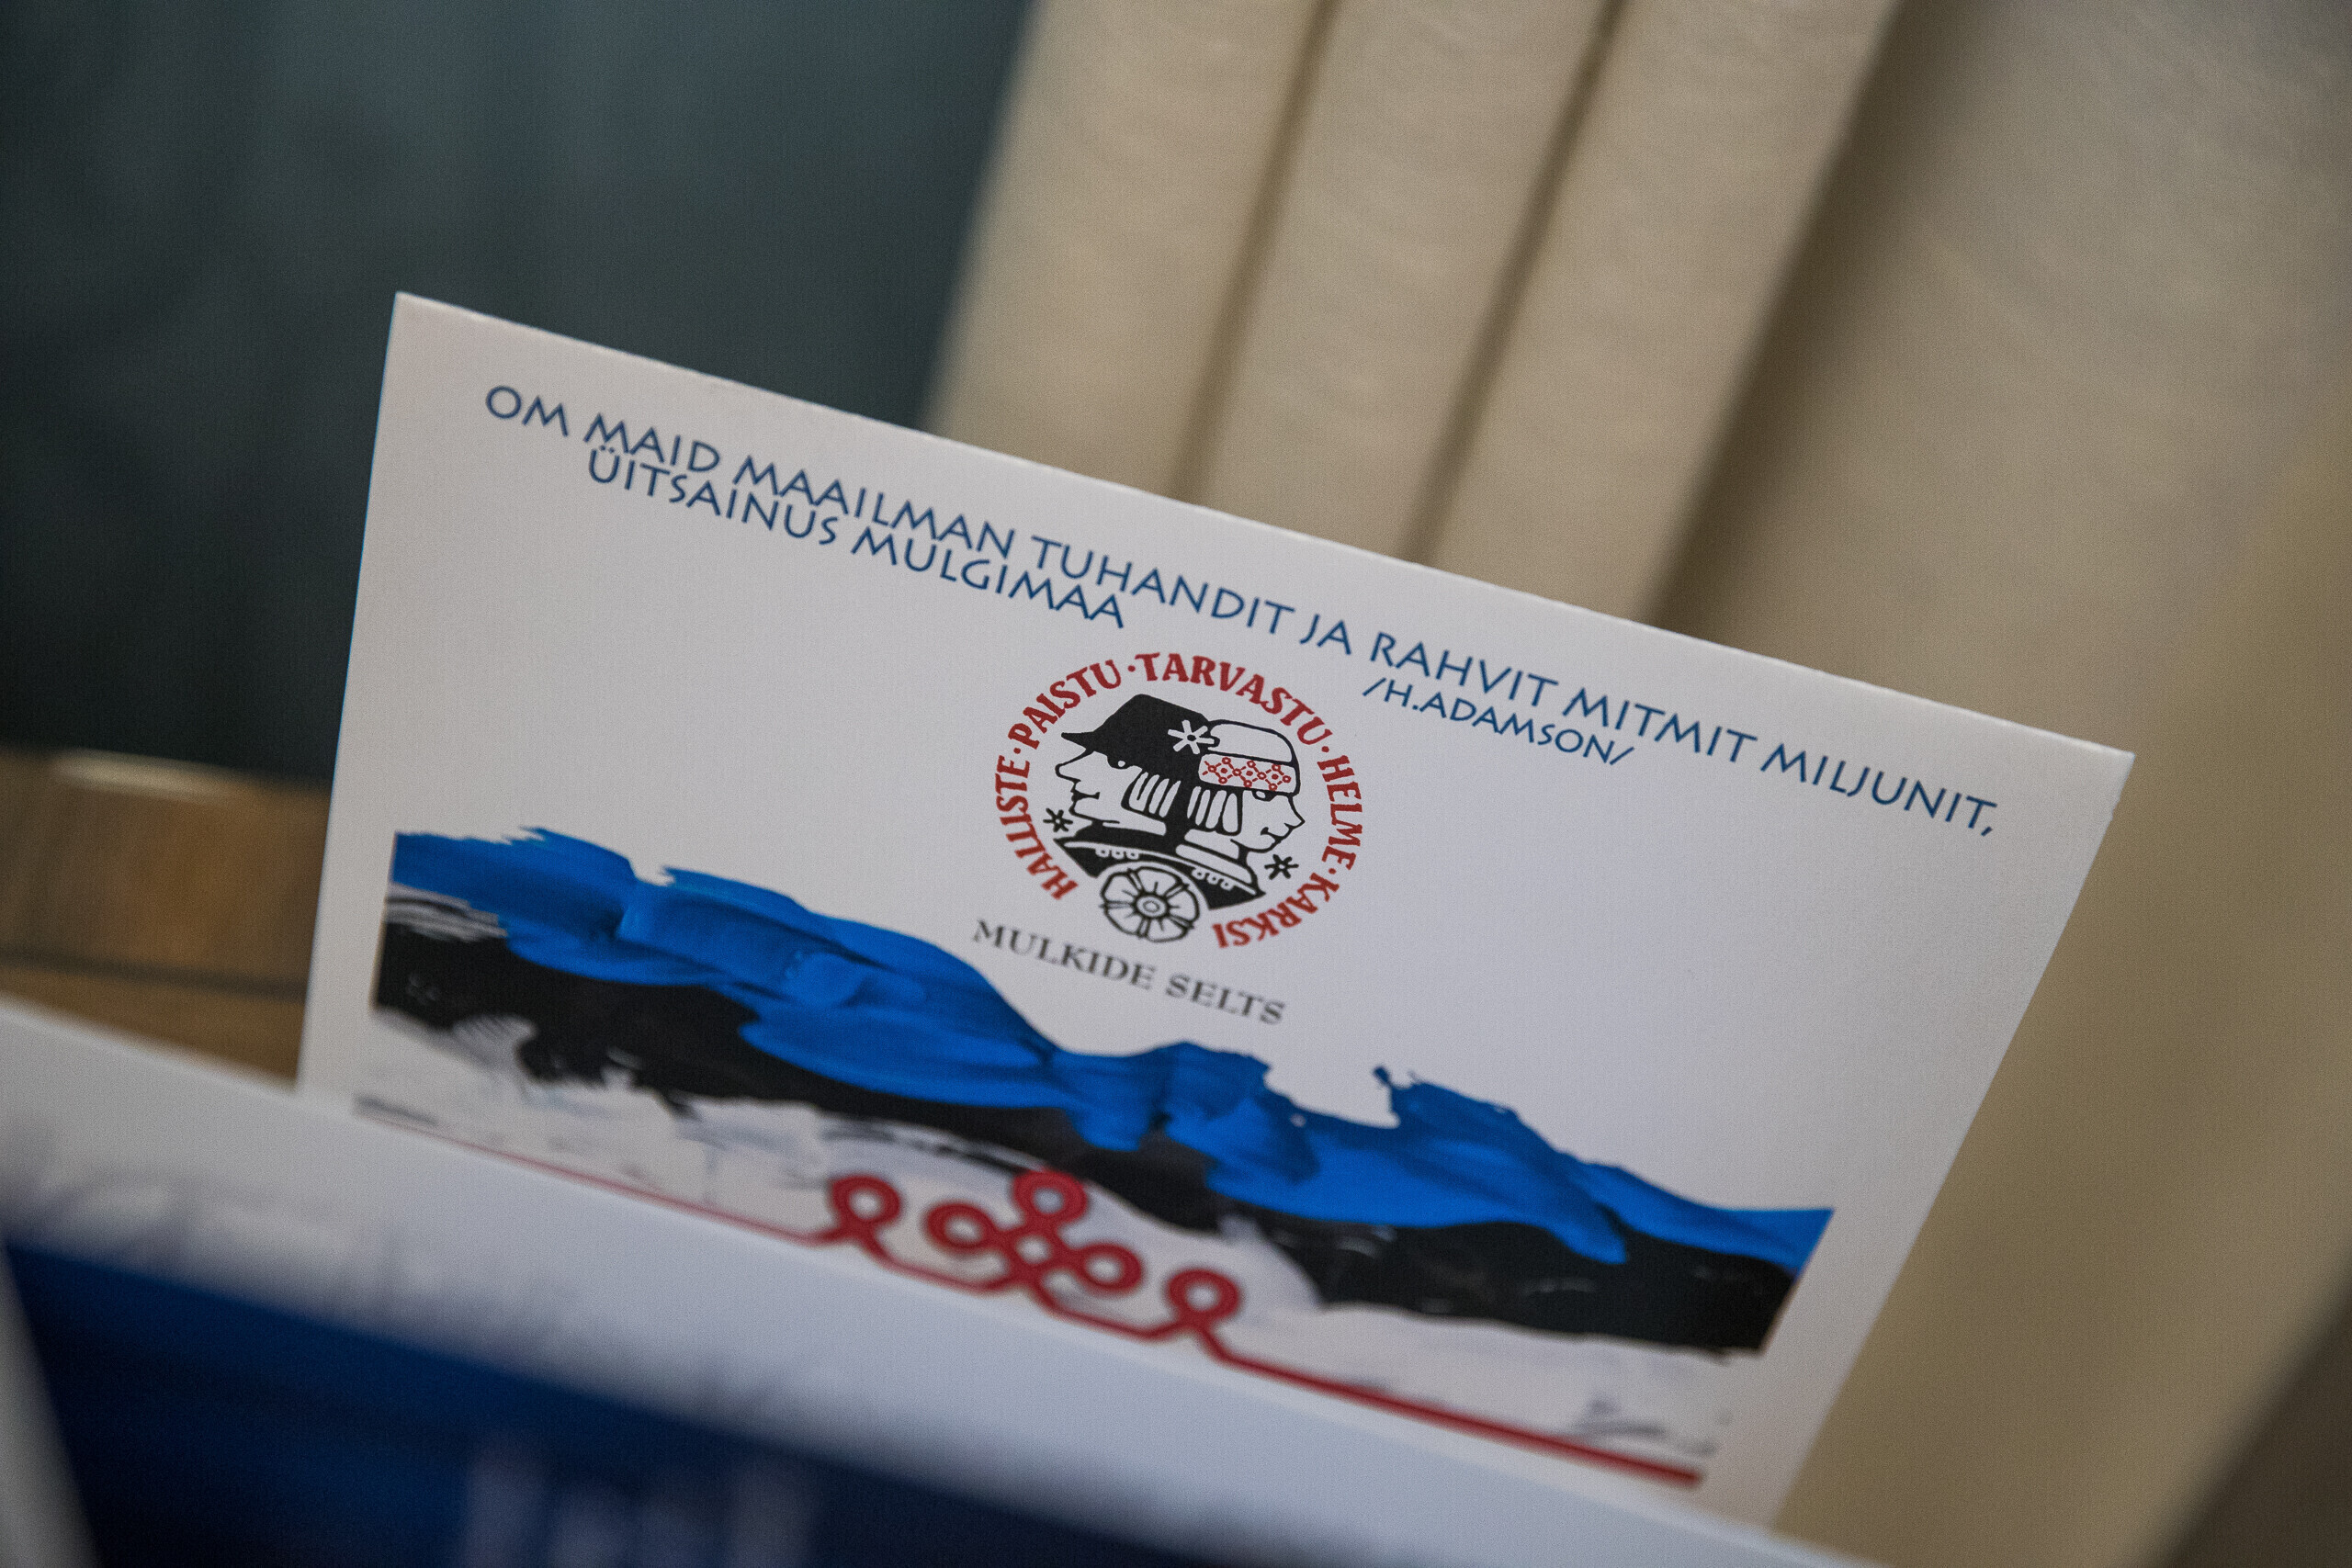 OM MAID MAAILMAN TUHANDIT JA RAHVIT MITMIT MILJUNIT,
ÜITSAINUS MULGIMAA
/H.ADAMSON/
HALLISTE · PAISTU · TARVASTU · HELME · KARKSI
MULKIDE SELTS